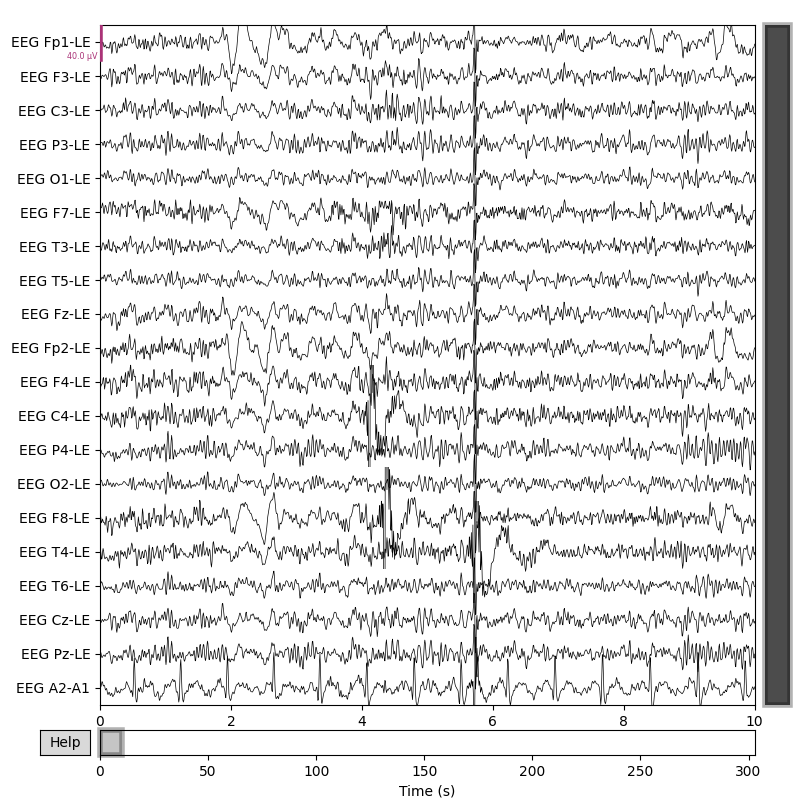 EEG Fp1-LE
40.0 µV
EEG F3-LE
EEG C3-LE
EEG P3-LE
EEG O1-LE
EEG F7-LE
EEG T3-LE
EEG T5-LE
EEG Fz-LE
EEG Fp2-LE
EEG F4-LE
EEG C4-LE
EEG P4-LE
EEG O2-LE
EEG F8-LE
EEG T4-LE
EEG T6-LE
EEG Cz-LE
EEG Pz-LE
EEG A2-A1
0 2 4 6 8 10
Help
0 50 100 150 200 250 300
Time (s)